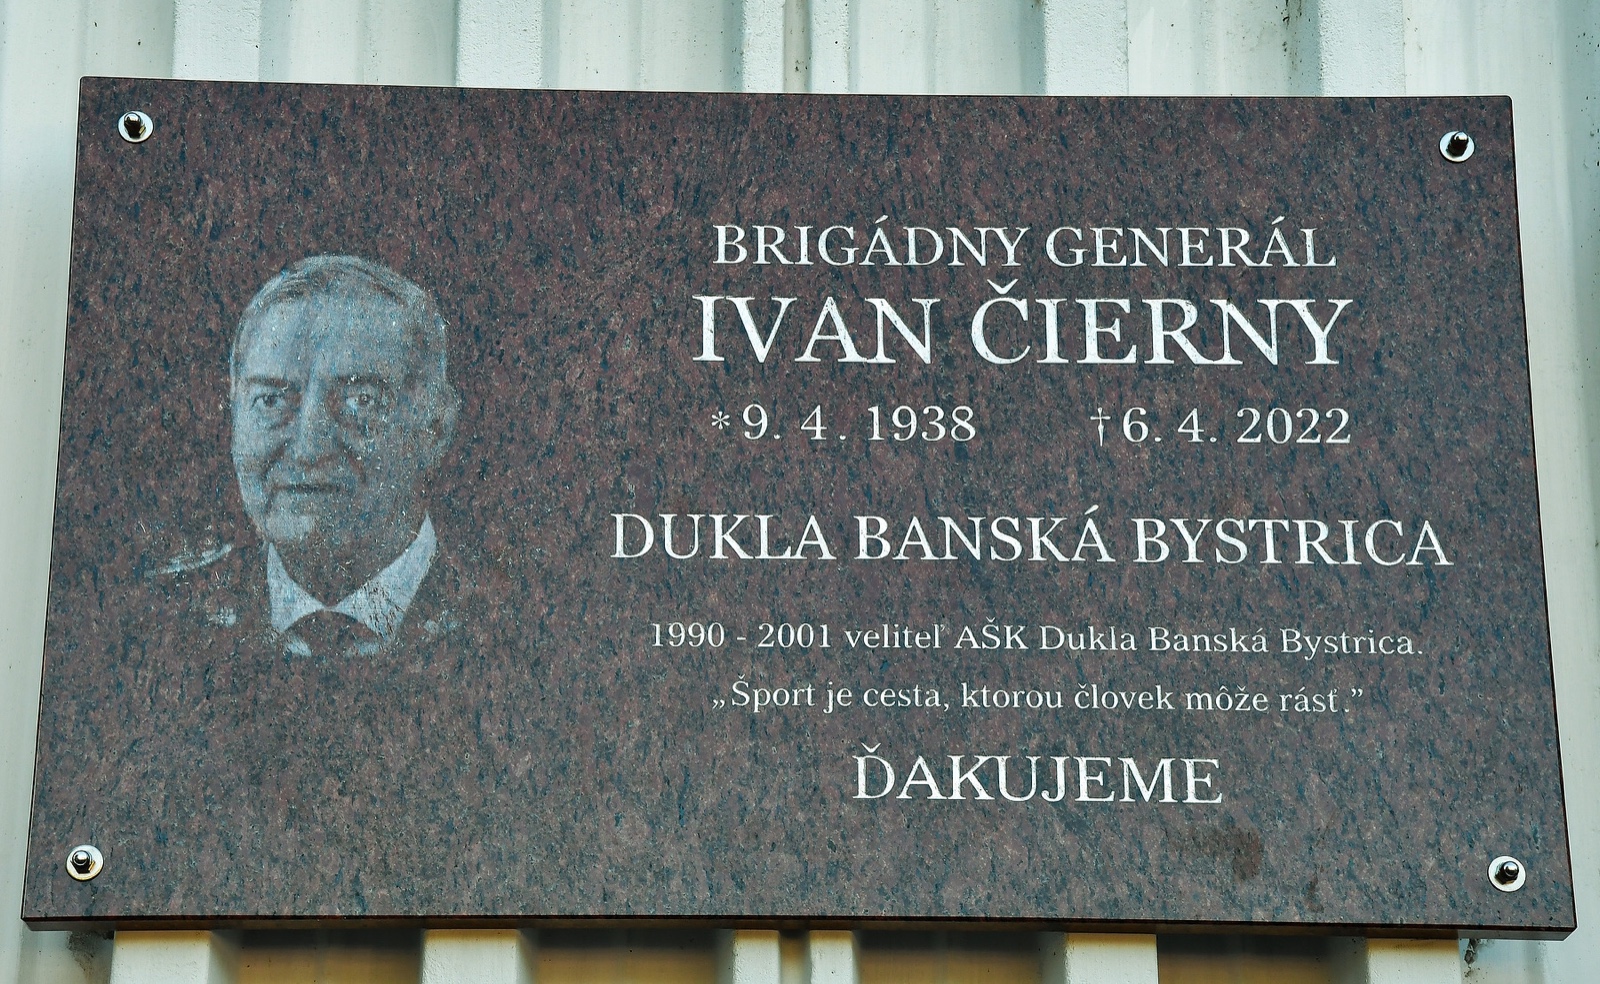 BRIGÁDNY GENERÁL
IVAN ČIERNY
*9. 4. 1938 †6. 4. 2022
DUKLA BANSKÁ BYSTRICA
1990 - 2001 veliteľ AŠK Dukla Banská Bystrica.
„Šport je cesta, ktorou človek môže rásť.”
ĎAKUJEME